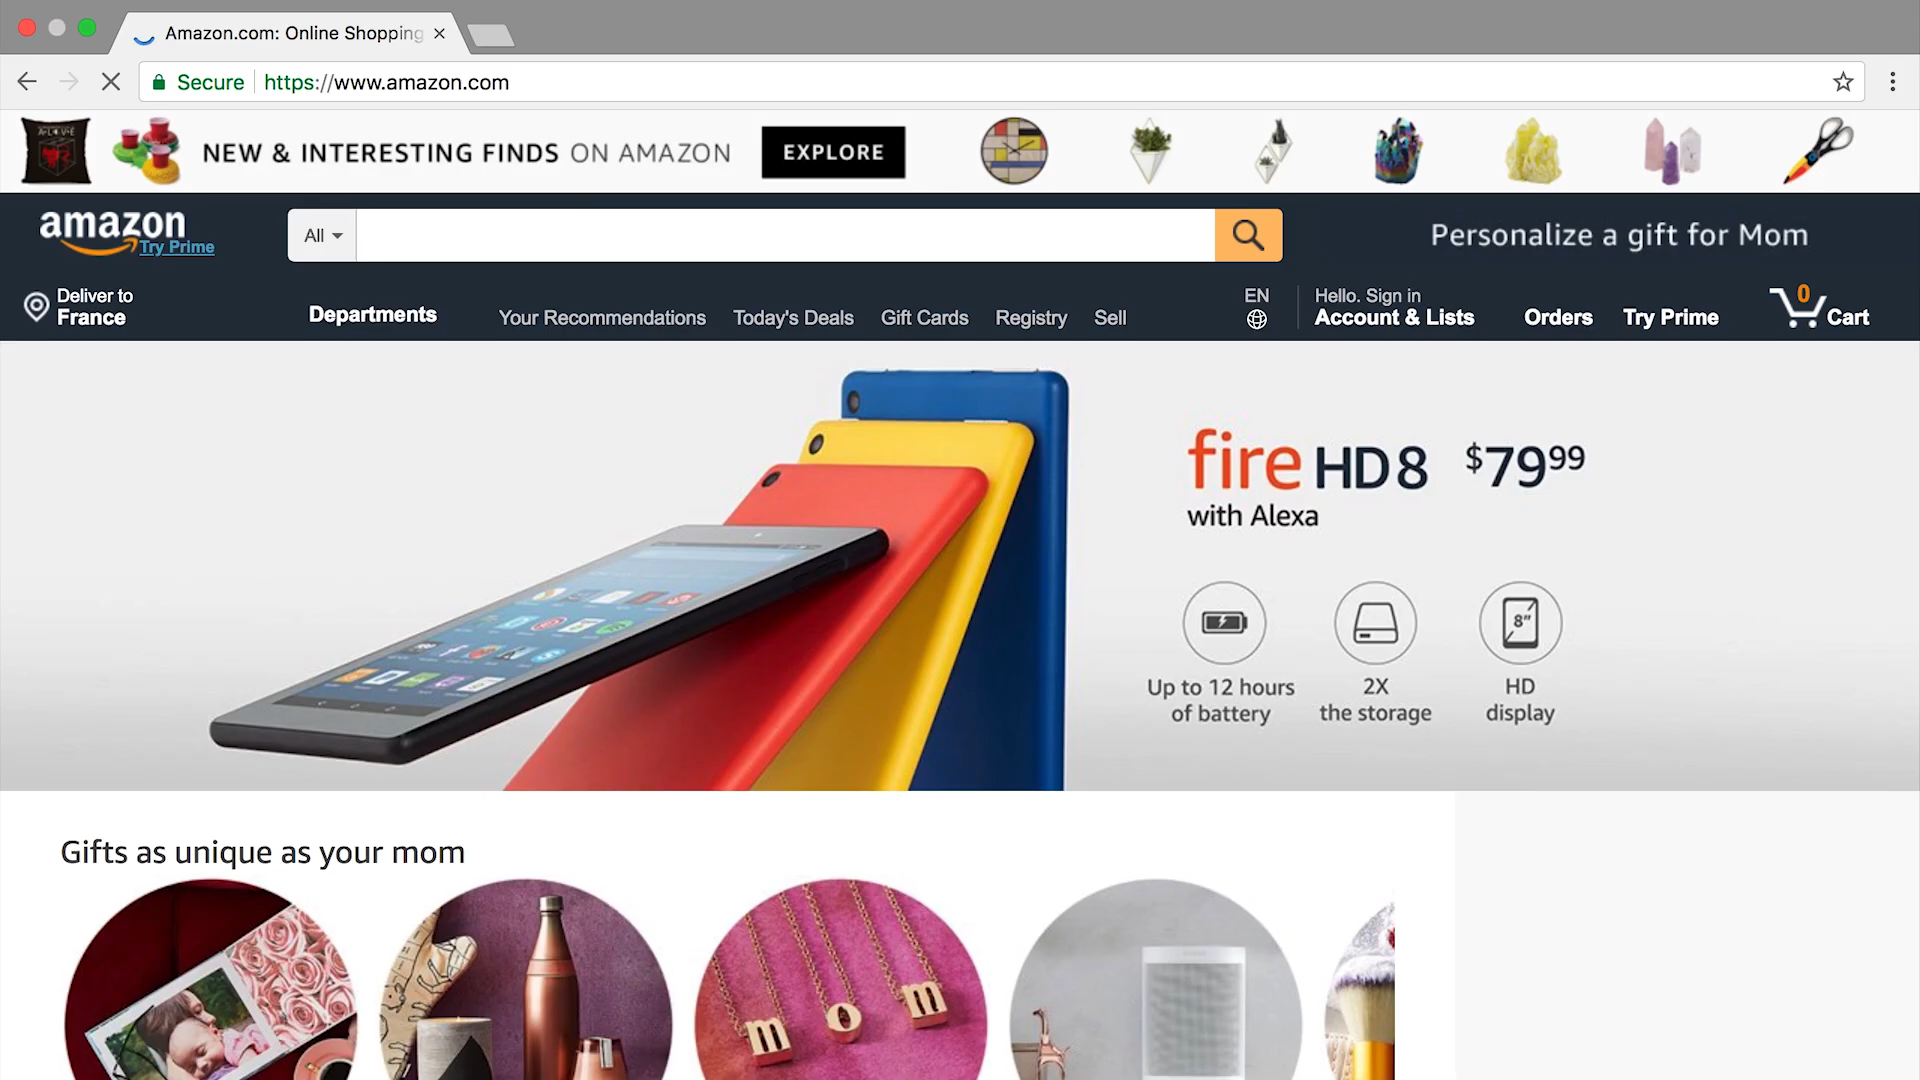 Amazon.com: Online Shopping
Secure https://www.amazon.com
NEW & INTERESTING FINDS ON AMAZON EXPLORE
amazon Try Prime
All
Personalize a gift for Mom
Deliver to
France
Departments
Your Recommendations Today's Deals Gift Cards Registry Sell
EN
Hello. Sign in
Account & Lists
Orders
Try Prime
0
Cart
fire HD 8 $79.99
with Alexa
8"
Up to 12 hours
of battery
2X
the storage
HD
display
Gifts as unique as your mom
m o m